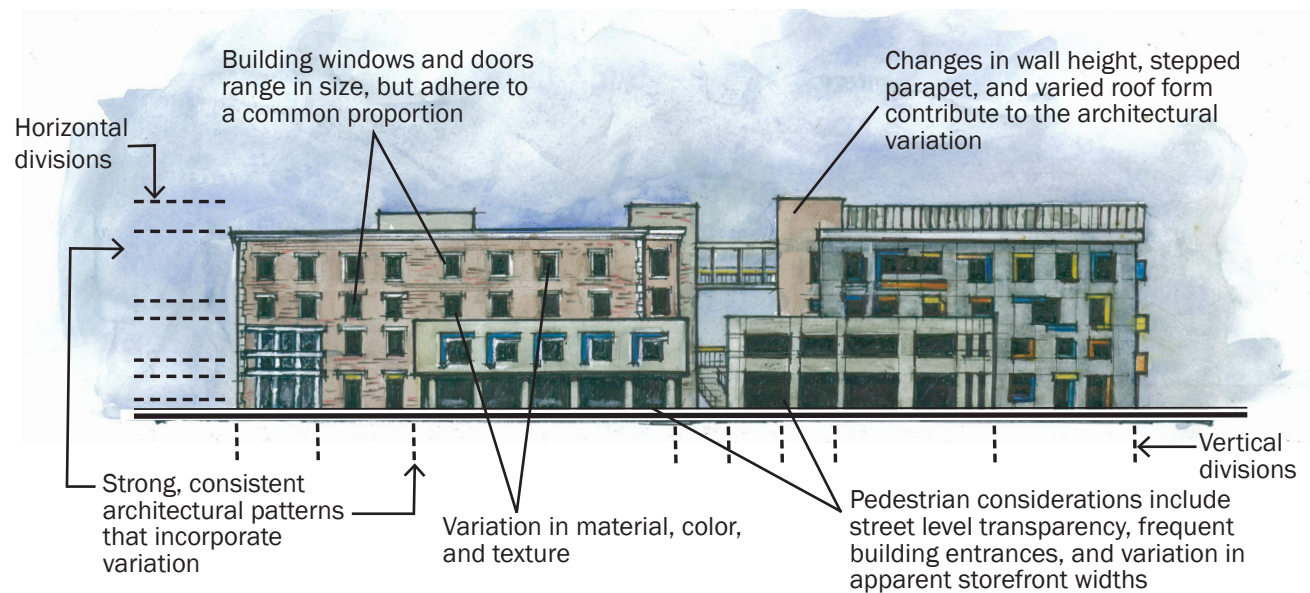 Building windows and doors
range in size, but adhere to
a common proportion
Changes in wall height, stepped
parapet, and varied roof form
contribute to the architectural
variation
Horizontal
divisions
Vertical
divisions
Strong, consistent
architectural patterns
that incorporate
variation
Variation in material, color,
and texture
Pedestrian considerations include
street level transparency, frequent
building entrances, and variation in
apparent storefront widths